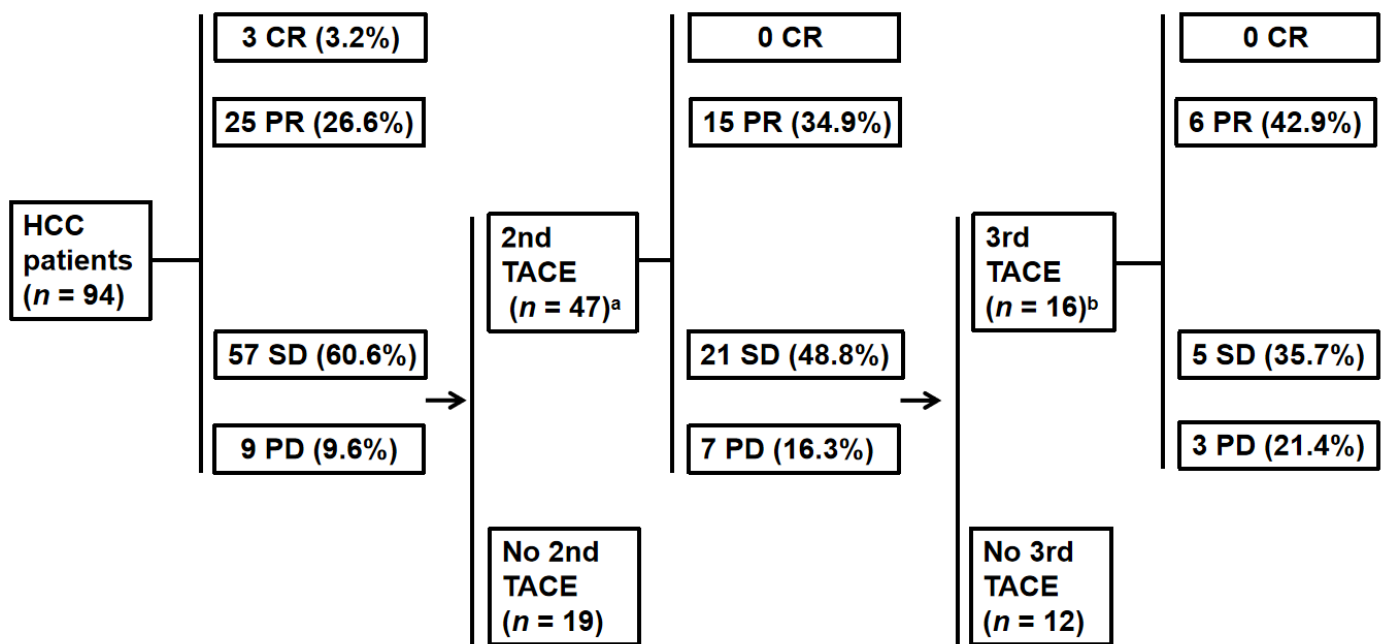 HCC
patients
(n = 94)
3 CR (3.2%)
25 PR (26.6%)
57 SD (60.6%)
9 PD (9.6%)
2nd
TACE
(n = 47)ᵃ
No 2nd
TACE
(n = 19)
0 CR
15 PR (34.9%)
21 SD (48.8%)
7 PD (16.3%)
3rd
TACE
(n = 16)ᵇ
No 3rd
TACE
(n = 12)
0 CR
6 PR (42.9%)
5 SD (35.7%)
3 PD (21.4%)